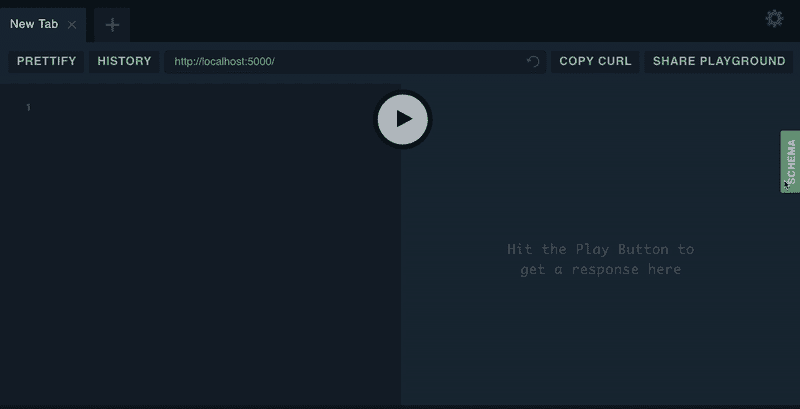 New Tab
PRETTIFY
HISTORY
http://localhost:5000/
COPY CURL
SHARE PLAYGROUND
1
SCHEMA
Hit the Play Button to
get a response here